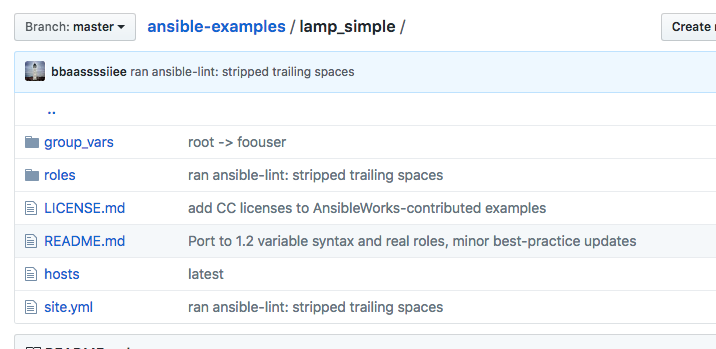 Branch: master ansible-examples / lamp_simple / Create
bbaassssiiee ran ansible-lint: stripped trailing spaces
..
group_vars root -> foouser
roles ran ansible-lint: stripped trailing spaces
LICENSE.md add CC licenses to AnsibleWorks-contributed examples
README.md Port to 1.2 variable syntax and real roles, minor best-practice updates
hosts latest
site.yml ran ansible-lint: stripped trailing spaces